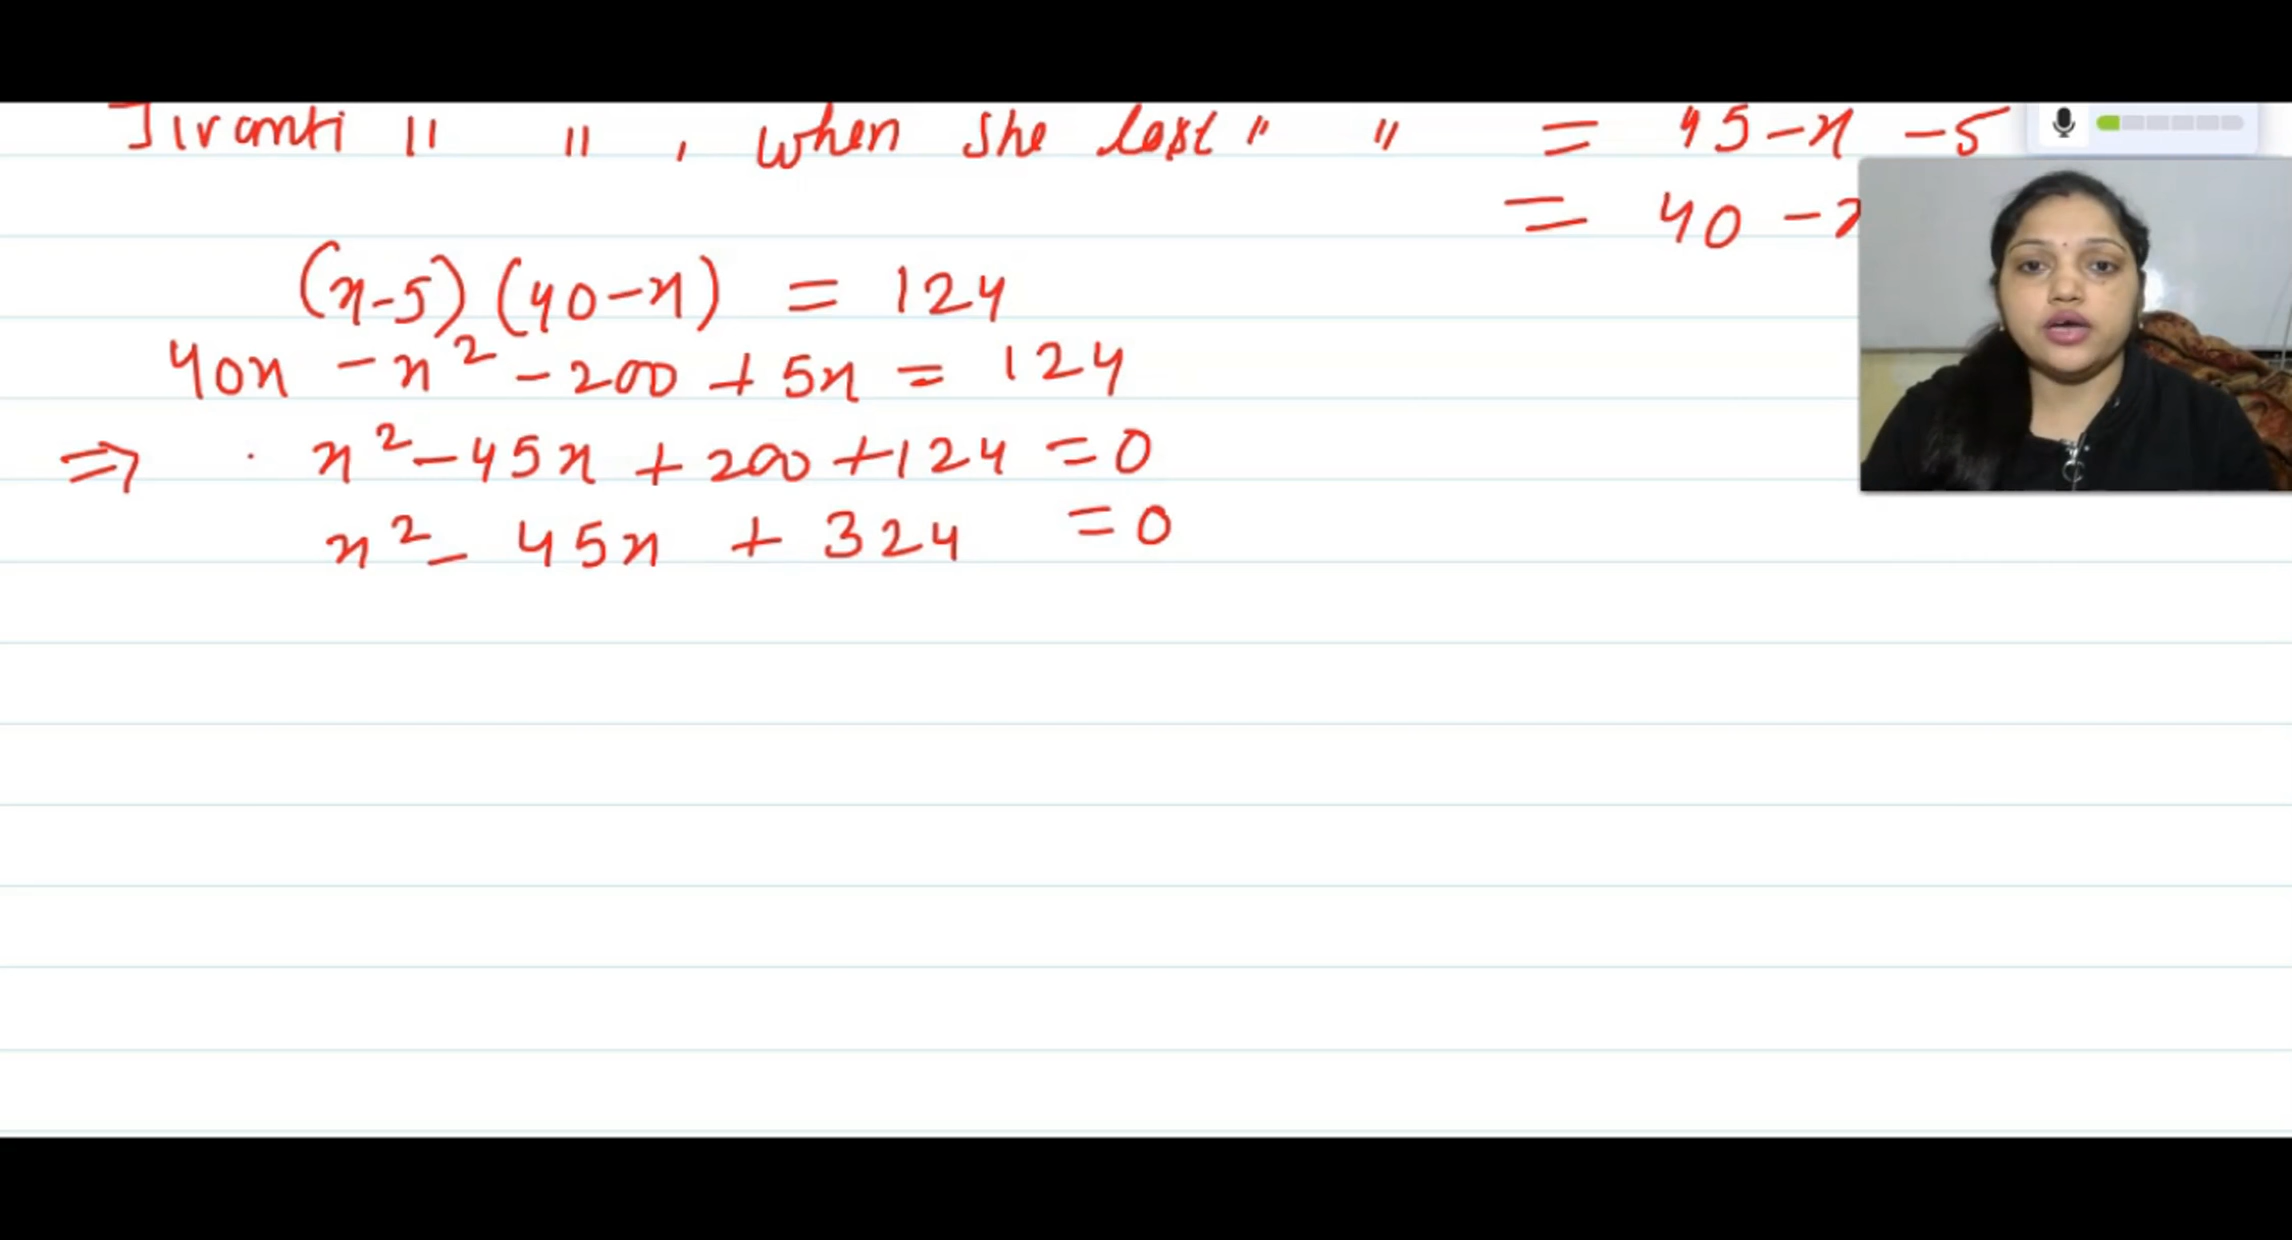 Jivanti " " , when she lost " " = 45-x -5
= 40 -x
(x-5) (40-x) = 124
40x - x² - 200 + 5x = 124
⇒ x² - 45x + 200 + 124 = 0
x² - 45x + 324 = 0